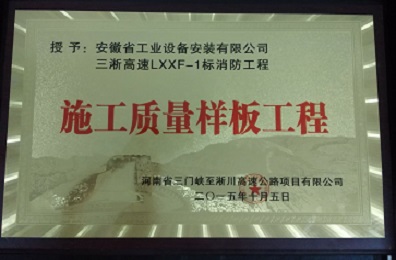 授予：安徽省工业设备安装有限公司
三淅高速LXXF-1标消防工程
施工质量样板工程
河南省三门峡至淅川高速公路项目有限公司
二〇一五年十月五日